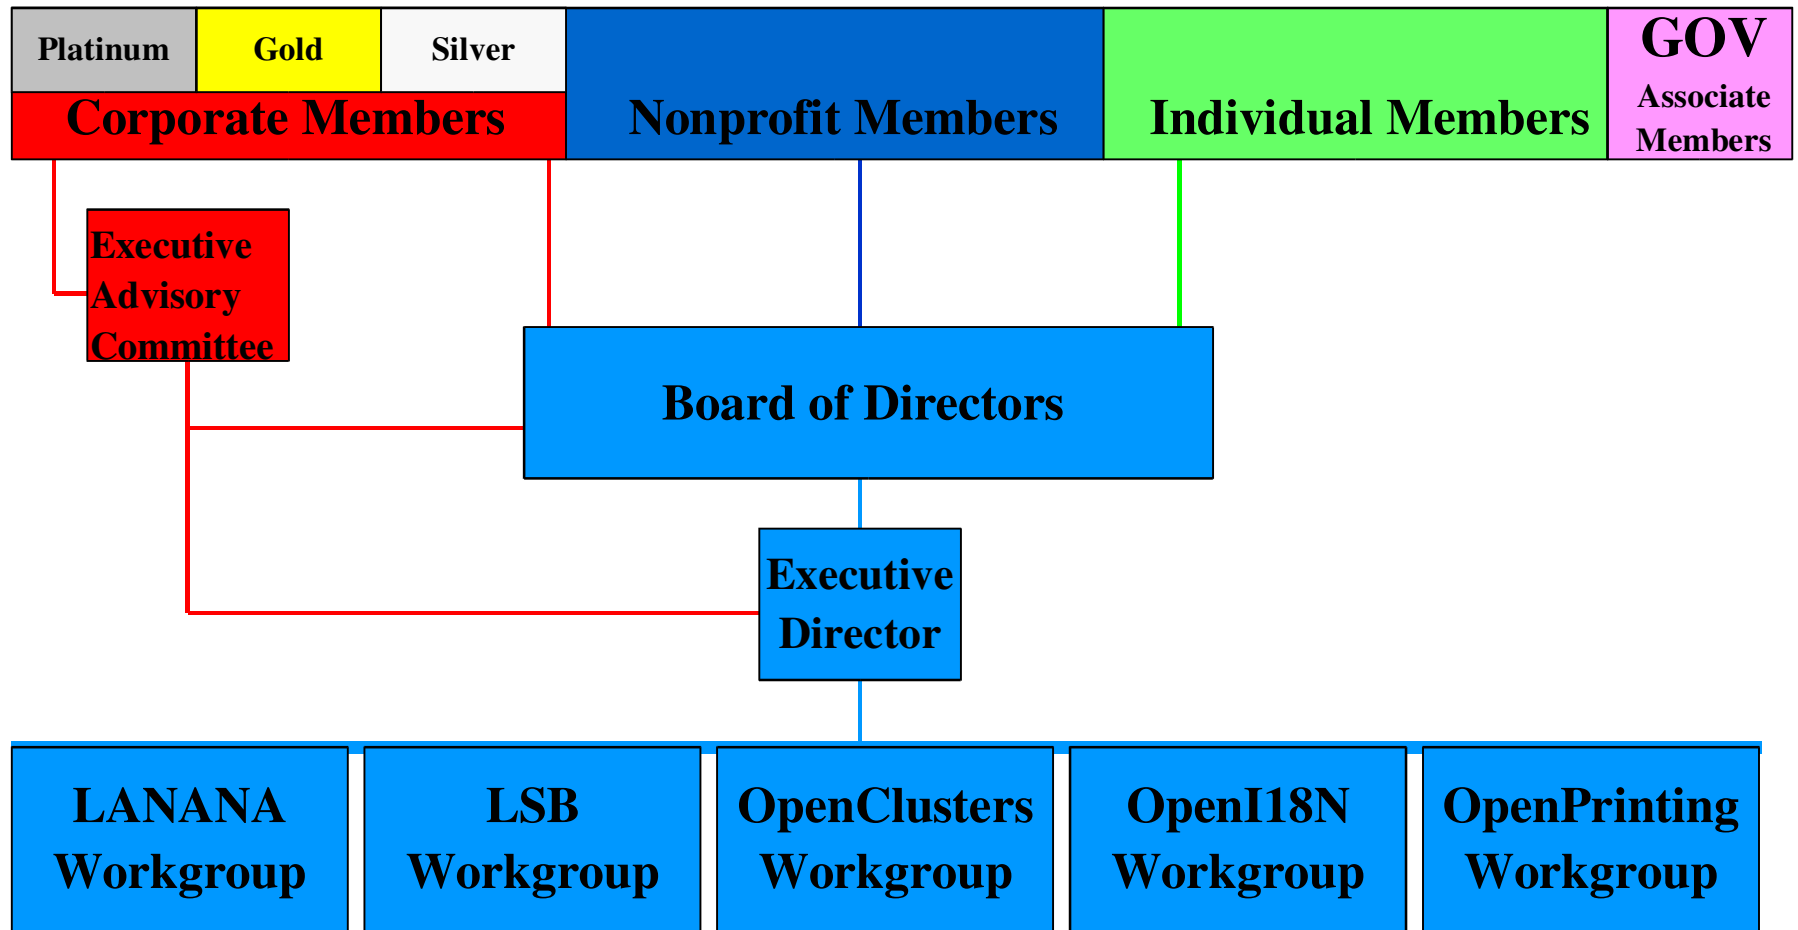 Platinum
Gold
Silver
Corporate Members
Nonprofit Members
Individual Members
GOV
Associate
Members
Executive
Advisory
Committee
Board of Directors
Executive
Director
LANANA
Workgroup
LSB
Workgroup
OpenClusters
Workgroup
OpenI18N
Workgroup
OpenPrinting
Workgroup